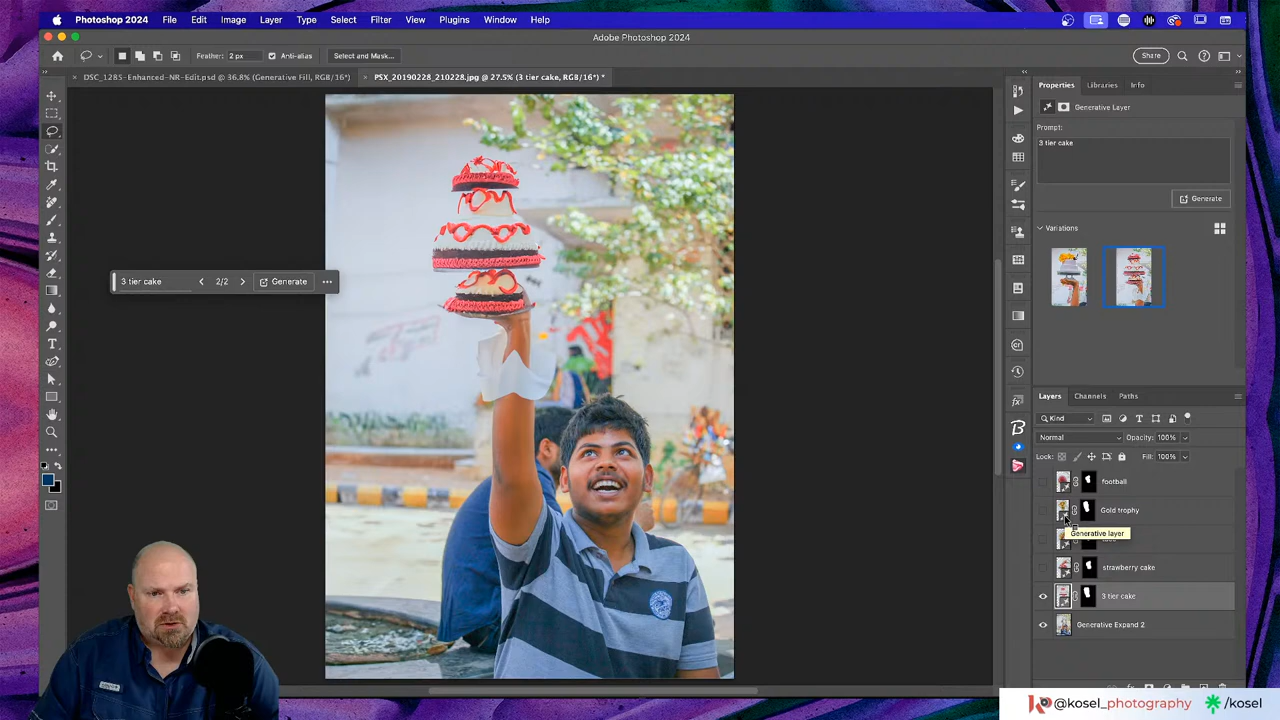 Photoshop 2024 File Edit Image Layer Type Select Filter View Plugins Window Help
Adobe Photoshop 2024
Feather: 2 px Anti-alias Select and Mask... Share
DSC_1285-Enhanced-NR-Edit.psd @ 36.8% (Generative Fill, RGB/16*) * PSX_20190228_210228.jpg @ 27.5% (3 tier cake, RGB/16*) *
Properties Libraries Info
Generative Layer
Prompt:
3 tier cake
Generate
Variations
3 tier cake 2/2 Generate
Layers Channels Paths
Kind
Normal Opacity: 100%
Lock: Fill: 100%
football
Gold trophy
Generative layer
strawberry cake
3 tier cake
Generative Expand 2
@kosel_photography /kosel